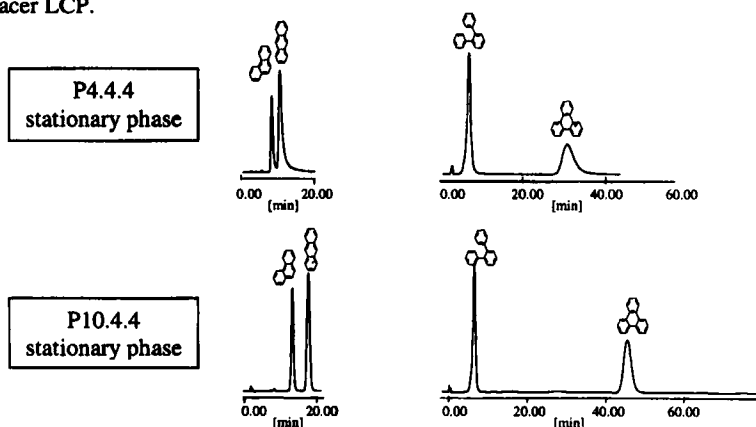 acer LCP.
P4.4.4
stationary phase
0.00 20.00
[min]
0.00 20.00 40.00 60.00
[min]
P10.4.4
stationary phase
0.00 20.00
[min]
0.00 20.00 40.00 60.00
[min]